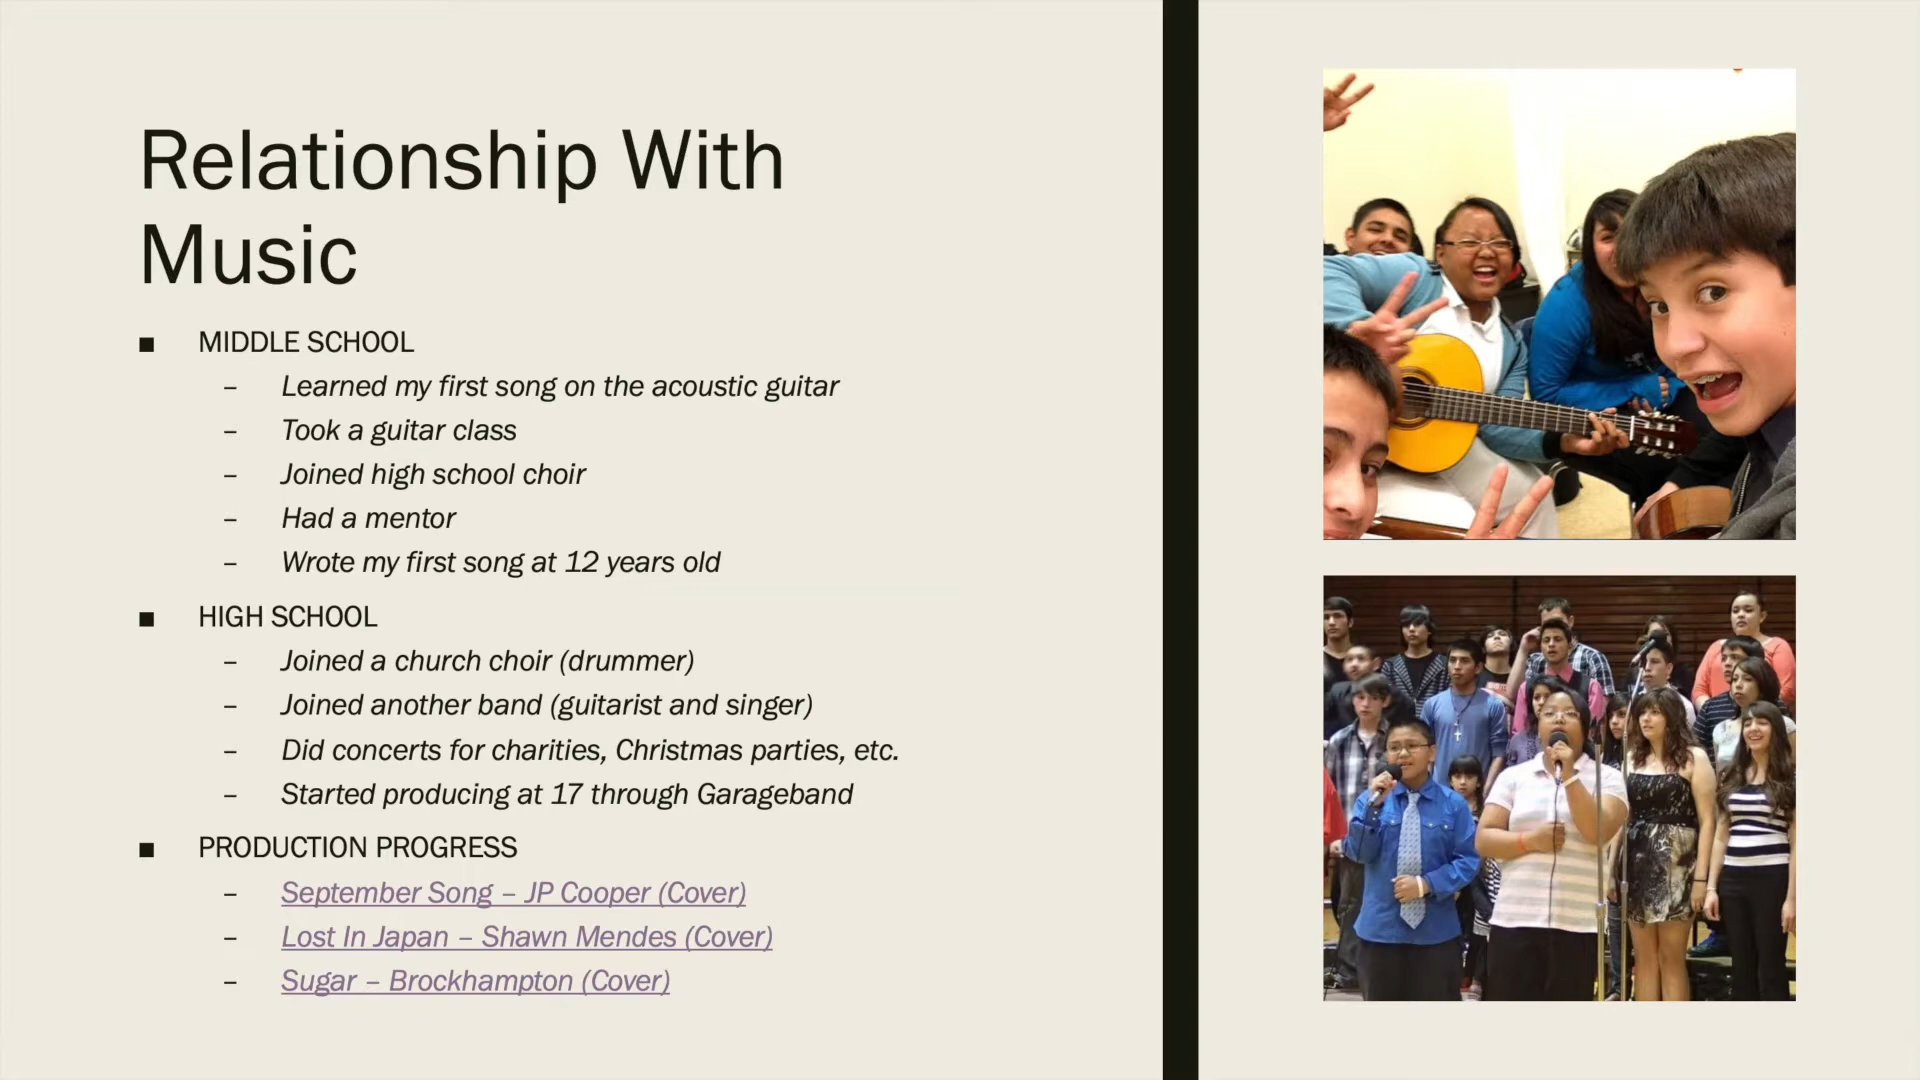 Relationship With
Music
■ MIDDLE SCHOOL
– Learned my first song on the acoustic guitar
– Took a guitar class
– Joined high school choir
– Had a mentor
– Wrote my first song at 12 years old
■ HIGH SCHOOL
– Joined a church choir (drummer)
– Joined another band (guitarist and singer)
– Did concerts for charities, Christmas parties, etc.
– Started producing at 17 through Garageband
■ PRODUCTION PROGRESS
– September Song – JP Cooper (Cover)
– Lost In Japan – Shawn Mendes (Cover)
– Sugar – Brockhampton (Cover)